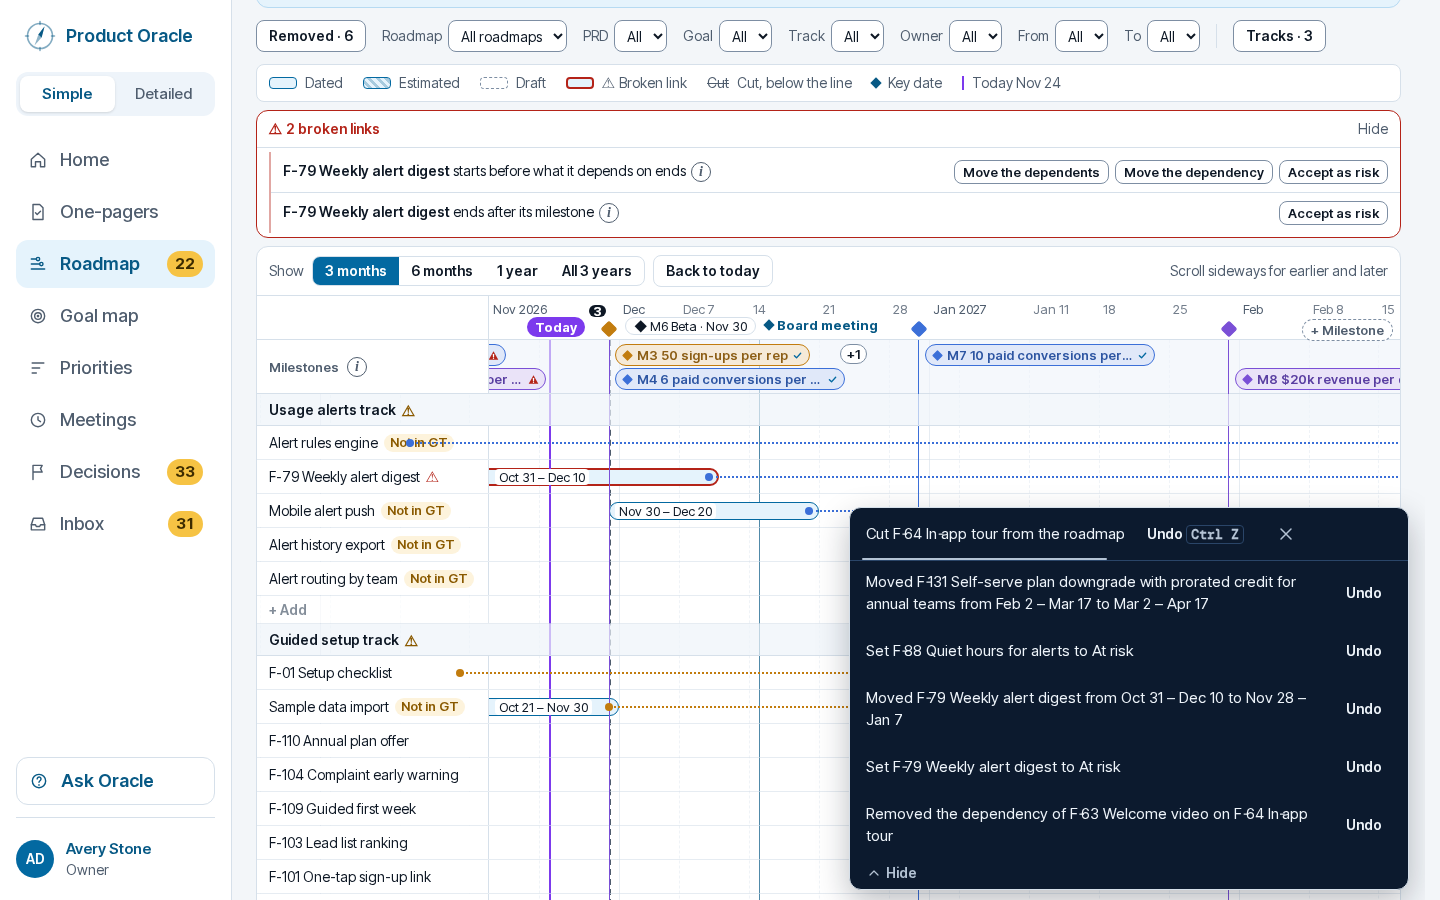 Product Oracle
Simple
Detailed
Home
One-pagers
Roadmap 22
Goal map
Priorities
Meetings
Decisions 33
Inbox 31
Ask Oracle
AD
Avery Stone
Owner
Removed · 6
Roadmap All roadmaps
PRD All
Goal All
Track All
Owner All
From All
To All
Tracks · 3
Dated
Estimated
Draft
⚠ Broken link
Cut Cut, below the line
Key date
Today Nov 24
⚠ 2 broken links
Hide
F-79 Weekly alert digest starts before what it depends on ends i
Move the dependents
Move the dependency
Accept as risk
F-79 Weekly alert digest ends after its milestone i
Accept as risk
Show
3 months
6 months
1 year
All 3 years
Back to today
Scroll sideways for earlier and later
Nov 2026
3
Dec
Dec 7
14
21
28
Jan 2027
Jan 11
18
25
Feb
Feb 8
15
Today
M6 Beta · Nov 30
Board meeting
+ Milestone
Milestones i
M3 50 sign-ups per rep ✓
+1
M7 10 paid conversions per... ✓
per ...
M4 6 paid conversions per ... ✓
M8 $20k revenue per
Usage alerts track ⚠
Alert rules engine Not in GT
F-79 Weekly alert digest ⚠
Oct 31 – Dec 10
Mobile alert push Not in GT
Nov 30 – Dec 20
Alert history export Not in GT
Alert routing by team Not in GT
+ Add
Guided setup track ⚠
F-01 Setup checklist
Sample data import Not in GT
Oct 21 – Nov 30
F-110 Annual plan offer
F-104 Complaint early warning
F-109 Guided first week
F-103 Lead list ranking
F-101 One-tap sign-up link
Cut F-64 In-app tour from the roadmap
Undo Ctrl Z
Moved F-131 Self-serve plan downgrade with prorated credit for
annual teams from Feb 2 – Mar 17 to Mar 2 – Apr 17
Undo
Set F-88 Quiet hours for alerts to At risk
Undo
Moved F-79 Weekly alert digest from Oct 31 – Dec 10 to Nov 28 –
Jan 7
Undo
Set F-79 Weekly alert digest to At risk
Undo
Removed the dependency of F-63 Welcome video on F-64 In-app
tour
Undo
Hide